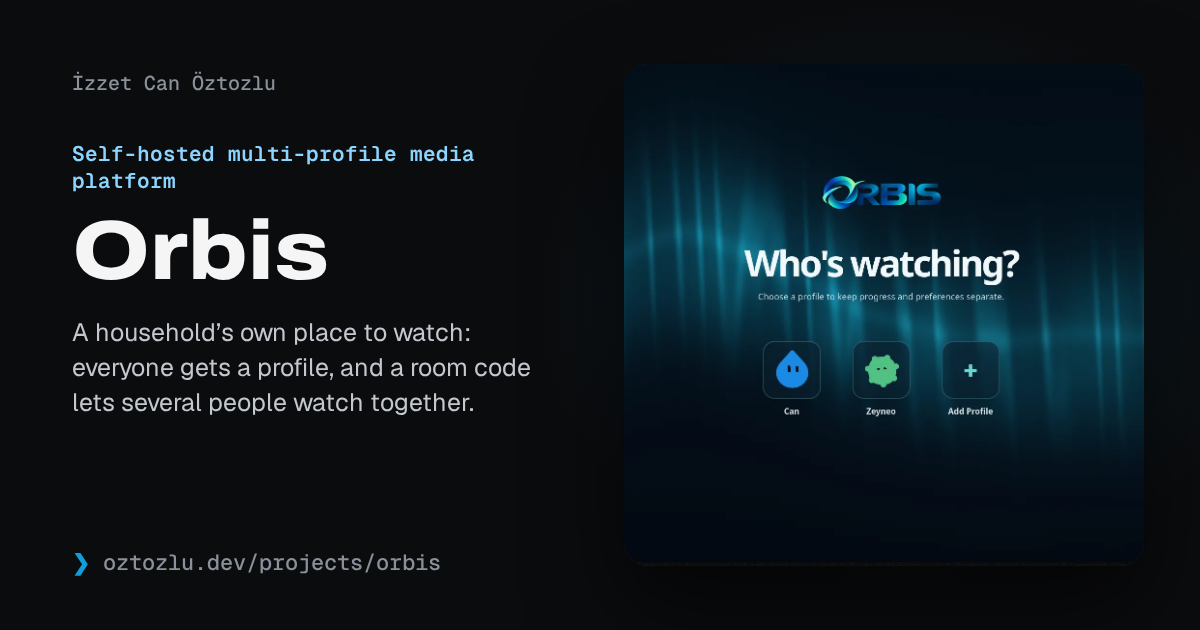 İzzet Can Öztozlu
Self-hosted multi-profile media
platform
Orbis
A household’s own place to watch:
everyone gets a profile, and a room code
lets several people watch together.
❯ oztozlu.dev/projects/orbis
ORBIS
Who's watching?
Choose a profile to keep progress and preferences separate.
Can
Zeyneo
+
Add Profile